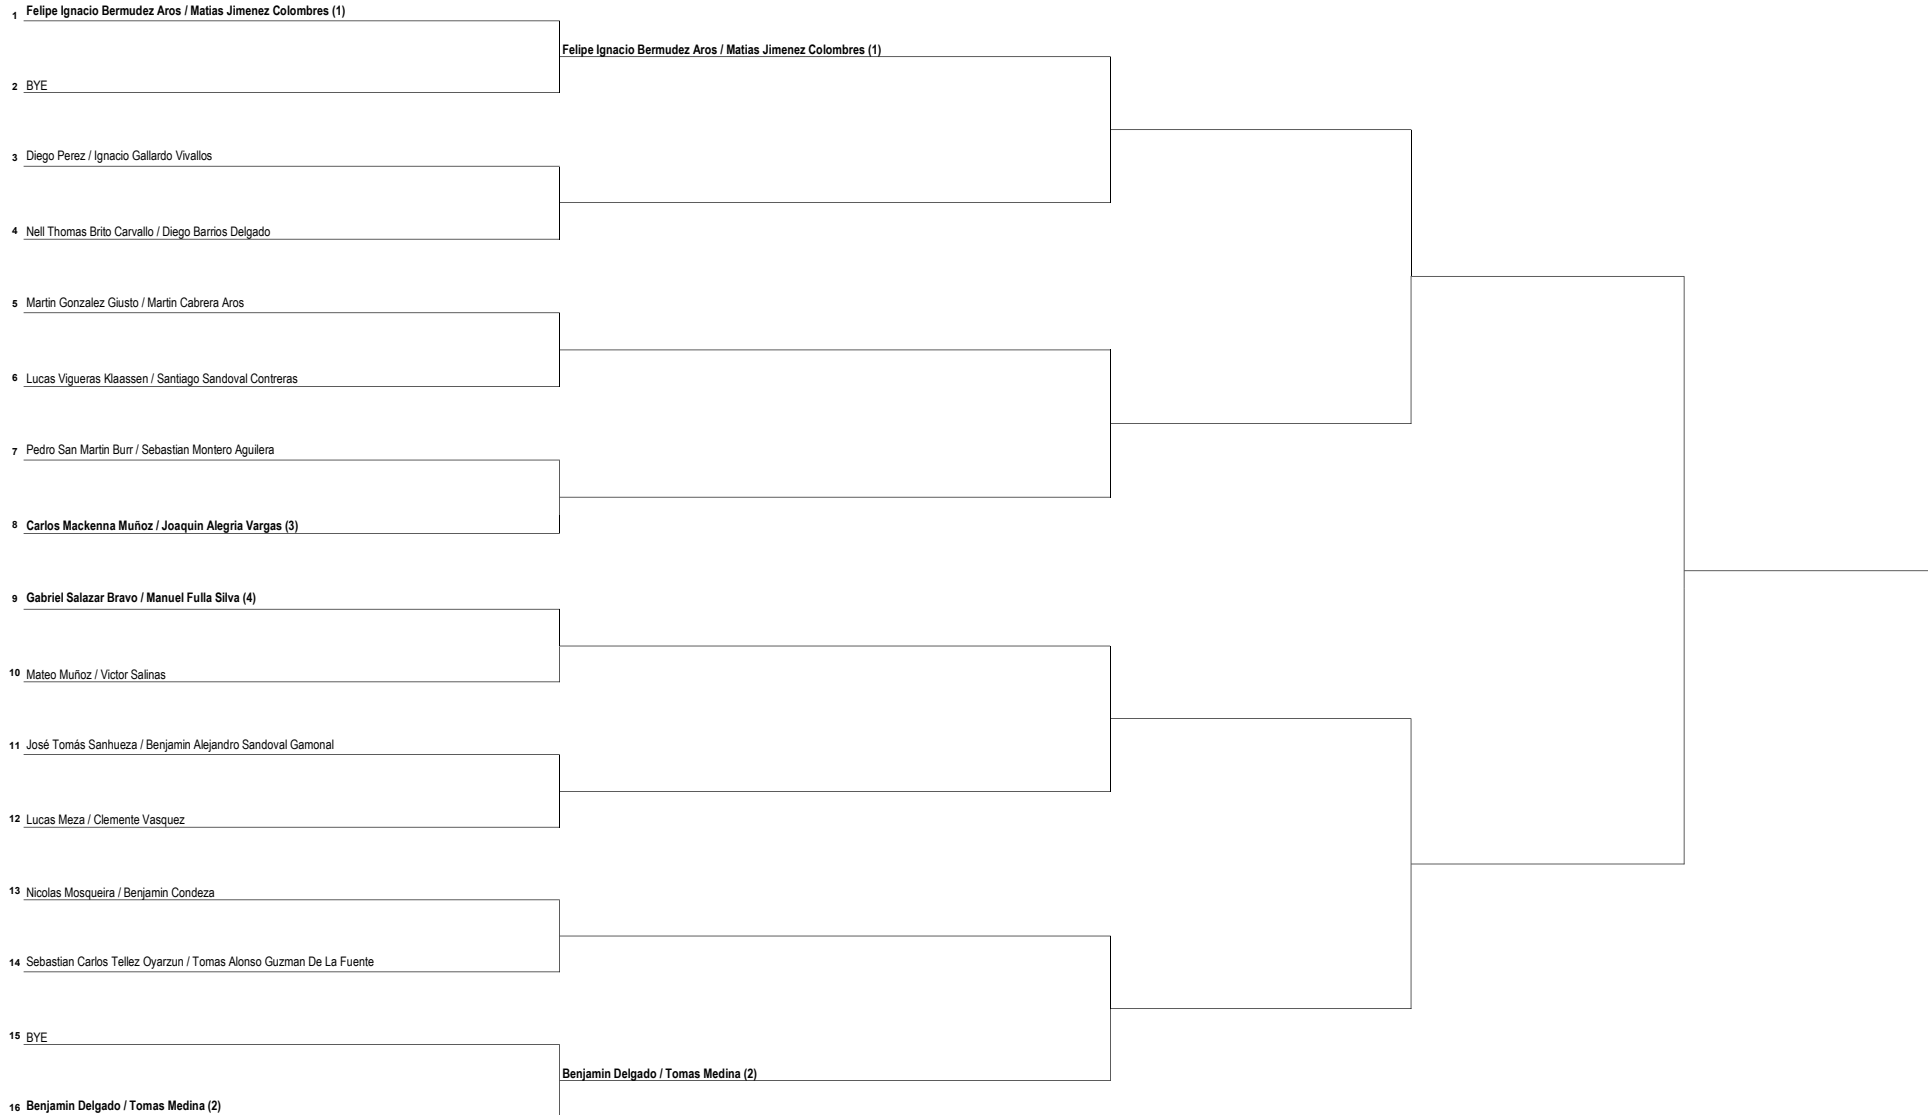 1 Felipe Ignacio Bermudez Aros / Matias Jimenez Colombres (1)
Felipe Ignacio Bermudez Aros / Matias Jimenez Colombres (1)
2 BYE
3 Diego Perez / Ignacio Gallardo Vivallos
4 Nell Thomas Brito Carvallo / Diego Barrios Delgado
5 Martin Gonzalez Giusto / Martin Cabrera Aros
6 Lucas Vigueras Klaassen / Santiago Sandoval Contreras
7 Pedro San Martin Burr / Sebastian Montero Aguilera
8 Carlos Mackenna Muñoz / Joaquin Alegria Vargas (3)
9 Gabriel Salazar Bravo / Manuel Fulla Silva (4)
10 Mateo Muñoz / Victor Salinas
11 José Tomás Sanhueza / Benjamin Alejandro Sandoval Gamonal
12 Lucas Meza / Clemente Vasquez
13 Nicolas Mosqueira / Benjamin Condeza
14 Sebastian Carlos Tellez Oyarzun / Tomas Alonso Guzman De La Fuente
15 BYE
Benjamin Delgado / Tomas Medina (2)
16 Benjamin Delgado / Tomas Medina (2)